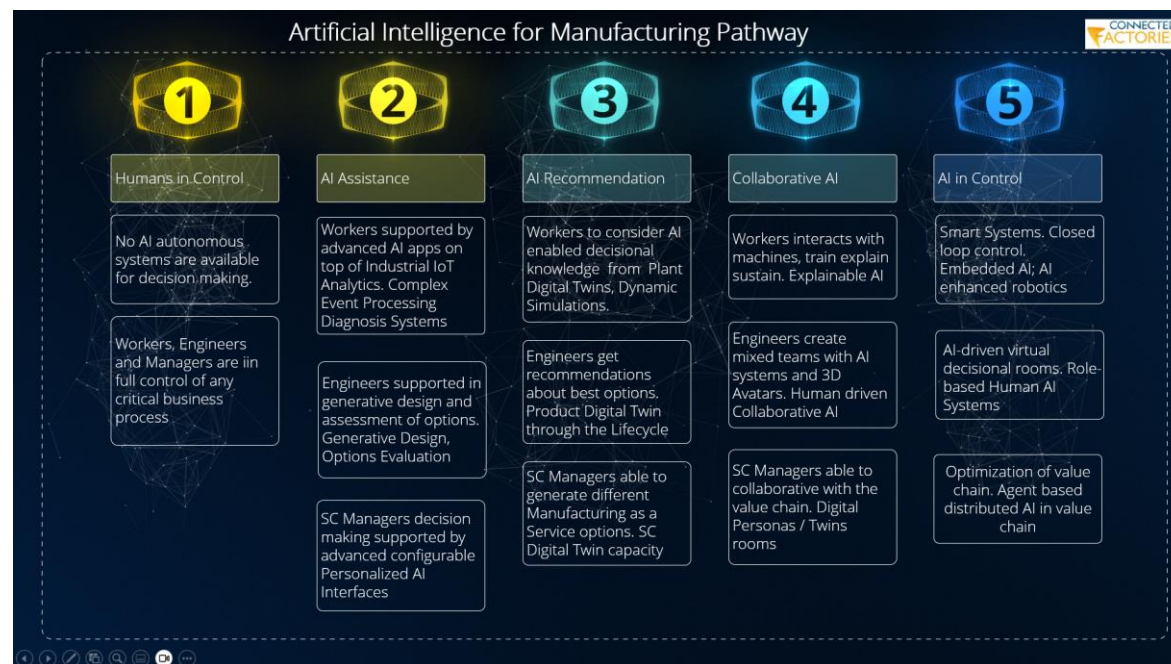 Artificial Intelligence for Manufacturing Pathway
CONNECTED
FACTORIES
1
2
3
4
5
Humans in Control
AI Assistance
AI Recommendation
Collaborative AI
AI in Control
No AI autonomous
systems are available
for decision making.
Workers, Engineers
and Managers are iin
full control of any
critical business
process
Workers supported by
advanced AI apps on
top of Industrial IoT
Analytics. Complex
Event Processing
Diagnosis Systems
Engineers supported in
generative design and
assessment of options.
Generative Design,
Options Evaluation
SC Managers decision
making supported by
advanced configurable
Personalized AI
Interfaces
Workers to consider AI
enabled decisional
knowledge from Plant
Digital Twins, Dynamic
Simulations.
Engineers get
recommendations
about best options.
Product Digital Twin
through the Lifecycle
SC Managers able to
generate different
Manufacturing as a
Service options. SC
Digital Twin capacity
Workers interacts with
machines, train explain
sustain. Explainable AI
Engineers create
mixed teams with AI
systems and 3D
Avatars. Human driven
Collaborative AI
SC Managers able to
collaborative with the
value chain. Digital
Personas / Twins
rooms
Smart Systems. Closed
loop control.
Embedded AI; AI
enhanced robotics
AI-driven virtual
decisional rooms. Role-
based Human AI
Systems
Optimization of value
chain. Agent based
distributed AI in value
chain